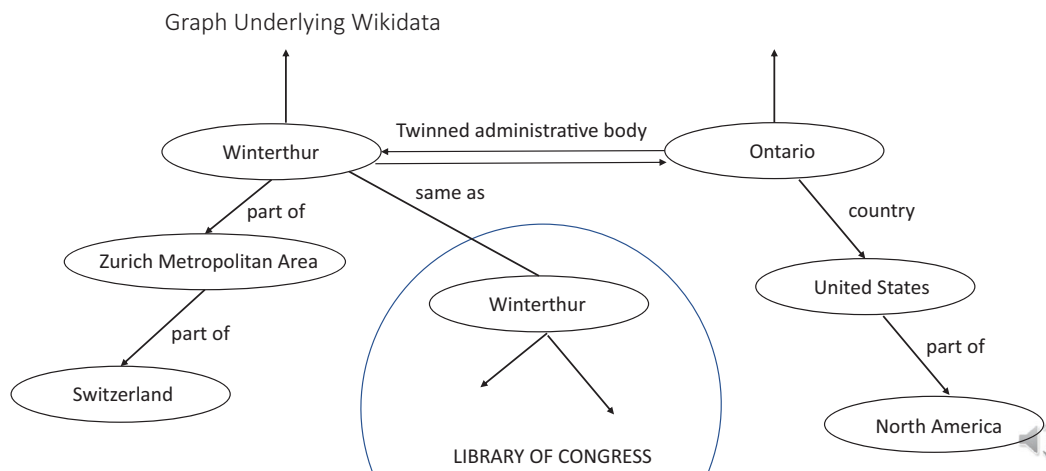 Graph Underlying Wikidata
Twinned administrative body
Winterthur
Ontario
same as
part of
country
Zurich Metropolitan Area
United States
Winterthur
part of
part of
Switzerland
North America
LIBRARY OF CONGRESS